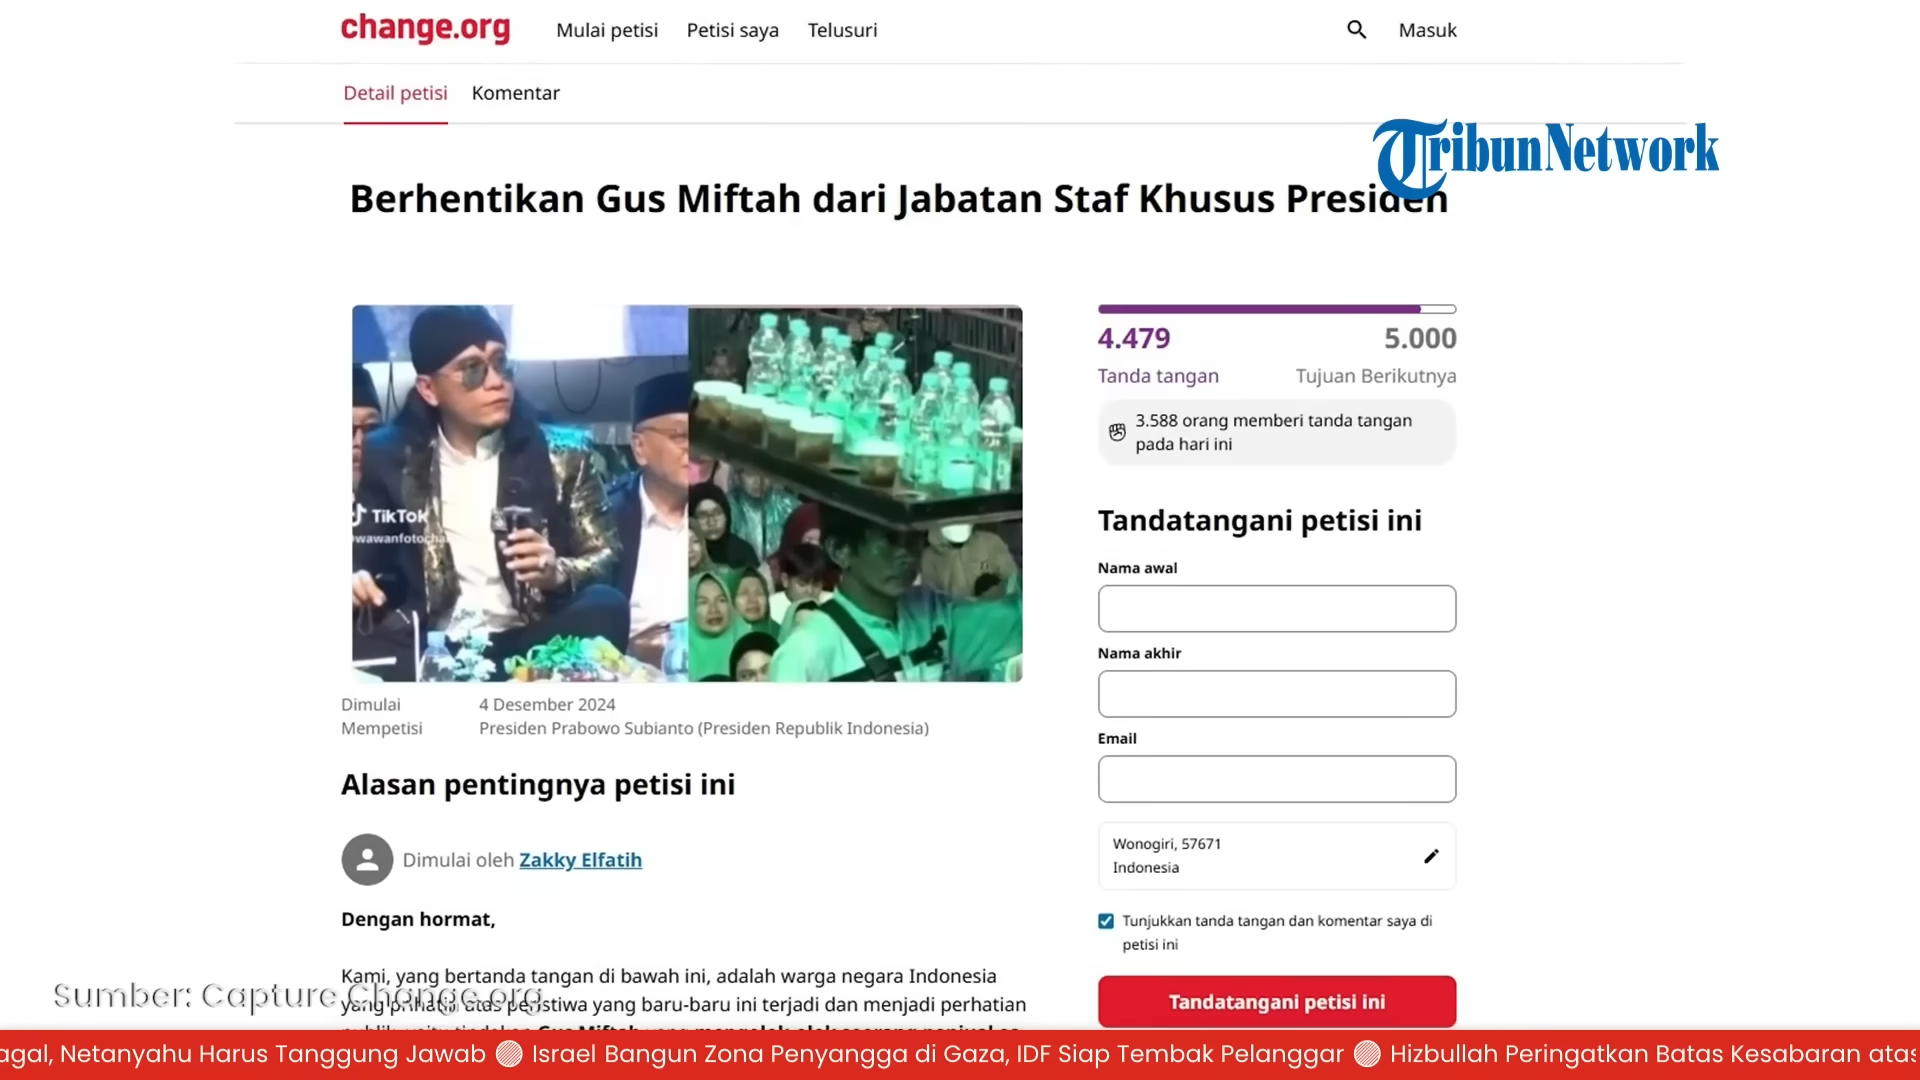 change.org
Mulai petisi
Petisi saya
Telusuri
Masuk
Detail petisi
Komentar
TribunNetwork
Berhentikan Gus Miftah dari Jabatan Staf Khusus Presiden
TikTok
4.479
5.000
Tanda tangan
Tujuan Berikutnya
3.588 orang memberi tanda tangan
pada hari ini
Tandatangani petisi ini
Nama awal
Nama akhir
Email
Wonogiri, 57671
Indonesia
Tunjukkan tanda tangan dan komentar saya di
petisi ini
Tandatangani petisi ini
Dimulai
4 Desember 2024
Mempetisi
Presiden Prabowo Subianto (Presiden Republik Indonesia)
Alasan pentingnya petisi ini
Dimulai oleh Zakky Elfatih
Dengan hormat,
Kami, yang bertanda tangan di bawah ini, adalah warga negara Indonesia
yang prihatin atas peristiwa yang baru-baru ini terjadi dan menjadi perhatian
Gus Miftah yang
Sumber: Capture Change.org
Netanyahu Harus Tanggung Jawab
Israel Bangun Zona Penyangga di Gaza, IDF Siap Tembak Pelanggar
Hizbullah Peringatkan Batas Kesabaran